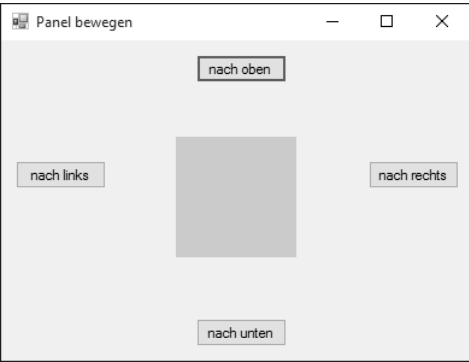 Panel bewegen
nach oben
nach links
nach rechts
nach unten